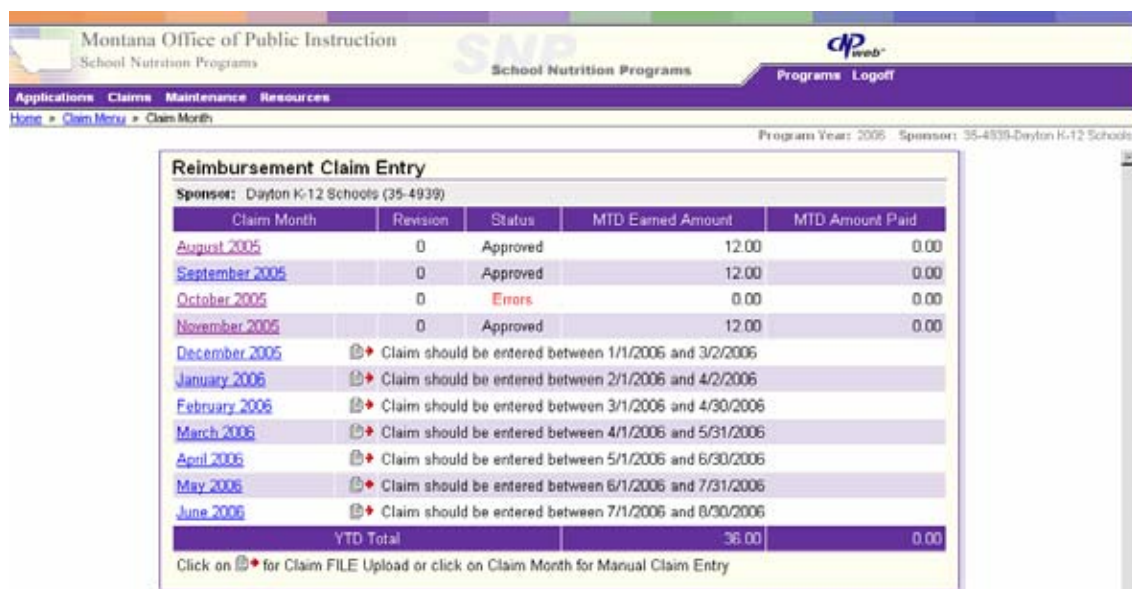 Montana Office of Public Instruction
School Nutrition Programs
SNP
School Nutrition Programs
CNPweb
Programs Logoff
Applications Claims Maintenance Resources
Home » Claim Menu » Claim Month
Program Year: 2006 Sponsor: 35-4939-Dayton K-12 Schools
Reimbursement Claim Entry
Sponsor: Dayton K-12 Schools (35-4939)
Claim Month Revision Status MTD Earned Amount MTD Amount Paid
August 2005 0 Approved 12.00 0.00
September 2005 0 Approved 12.00 0.00
October 2005 0 Errors 0.00 0.00
November 2005 0 Approved 12.00 0.00
December 2005 Claim should be entered between 1/1/2006 and 3/2/2006
January 2006 Claim should be entered between 2/1/2006 and 4/2/2006
February 2006 Claim should be entered between 3/1/2006 and 4/30/2006
March 2006 Claim should be entered between 4/1/2006 and 5/31/2006
April 2006 Claim should be entered between 5/1/2006 and 6/30/2006
May 2006 Claim should be entered between 6/1/2006 and 7/31/2006
June 2006 Claim should be entered between 7/1/2006 and 8/30/2006
YTD Total 36.00 0.00
Click on for Claim FILE Upload or click on Claim Month for Manual Claim Entry